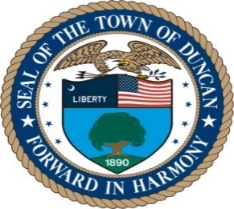 SEAL OF THE TOWN OF DUNCAN
LIBERTY
1890
FORWARD IN HARMONY